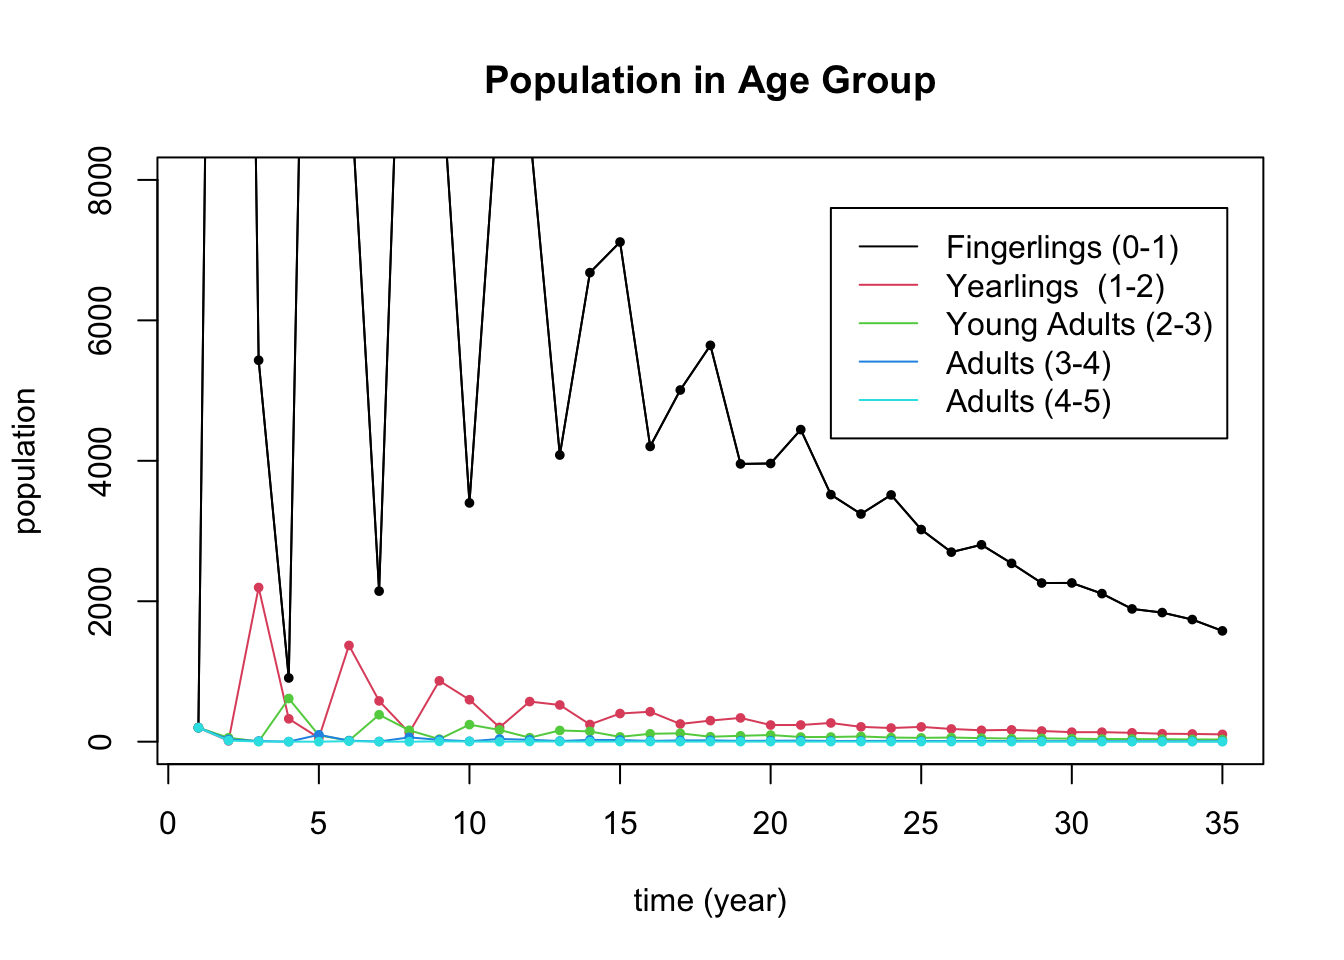 Population in Age Group
population
8000
6000
4000
2000
0
Fingerlings (0-1)
Yearlings  (1-2)
Young Adults (2-3)
Adults (3-4)
Adults (4-5)
0 5 10 15 20 25 30 35
time (year)